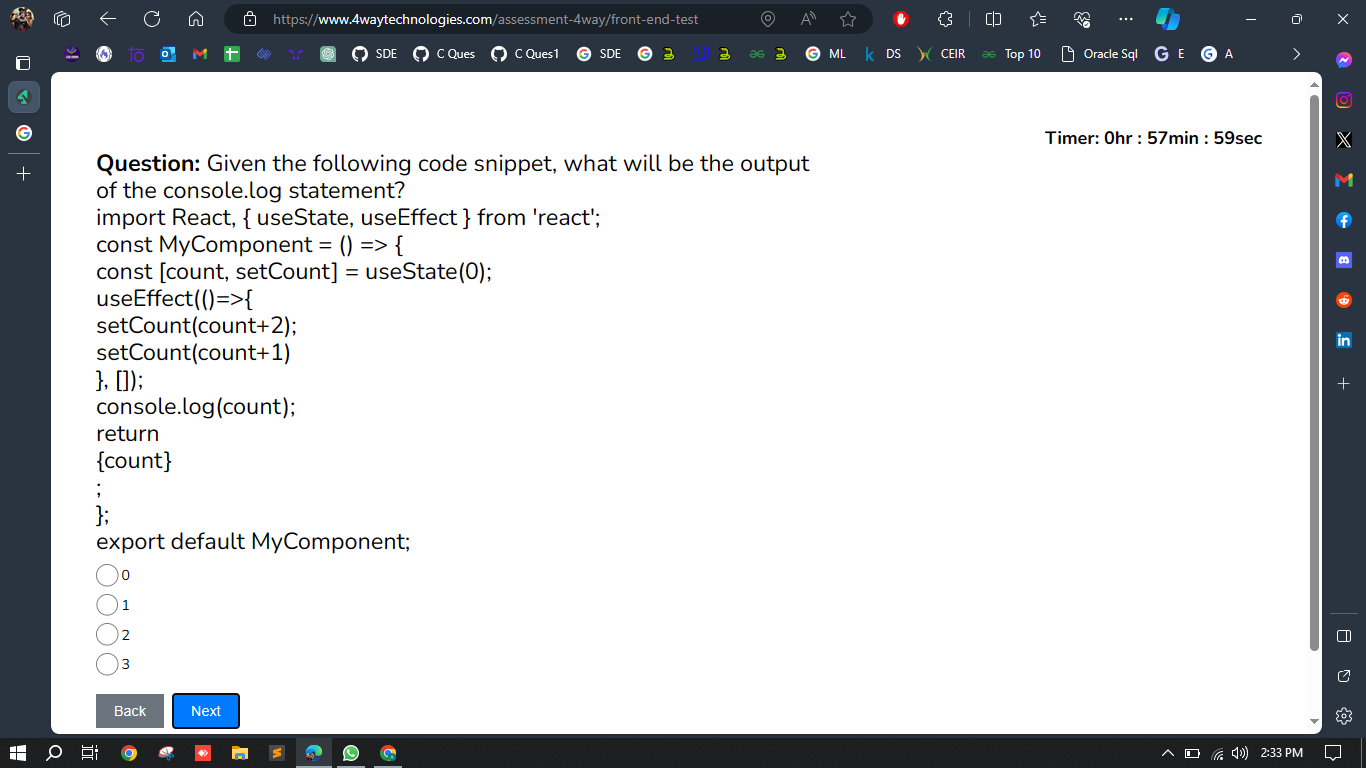 https://www.4waytechnologies.com/assessment-4way/front-end-test
SDE
C Ques
C Ques1
SDE
ML
DS
CEIR
Top 10
Oracle Sql
E
A
Timer: 0hr : 57min : 59sec
Question: Given the following code snippet, what will be the output
of the console.log statement?
import React, { useState, useEffect } from 'react';
const MyComponent = () => {
const [count, setCount] = useState(0);
useEffect(()=>{
setCount(count+2);
setCount(count+1)
}, []);
console.log(count);
return
{count}
;
};
export default MyComponent;
0
1
2
3
Back
Next
2:33 PM